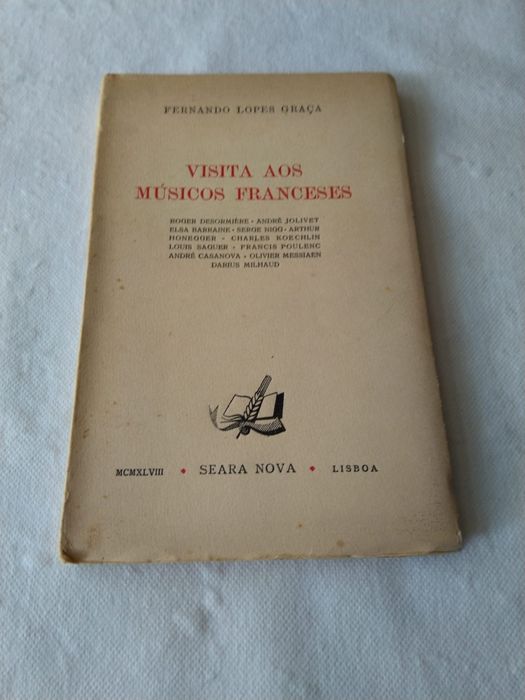 FERNANDO LOPES GRAÇA
VISITA AOS
MÚSICOS FRANCESES
ROGER DESORMIÈRE · ANDRÉ JOLIVET
ELSA BARRAINE · SERGE NIGG · ARTHUR
HONEGGER · CHARLES KOECHLIN
LOUIS SAGUER · FRANCIS POULENC
ANDRÉ CASANOVA · OLIVIER MESSIAEN
DARIUS MILHAUD
MCMXLVIII • SEARA NOVA • LISBOA